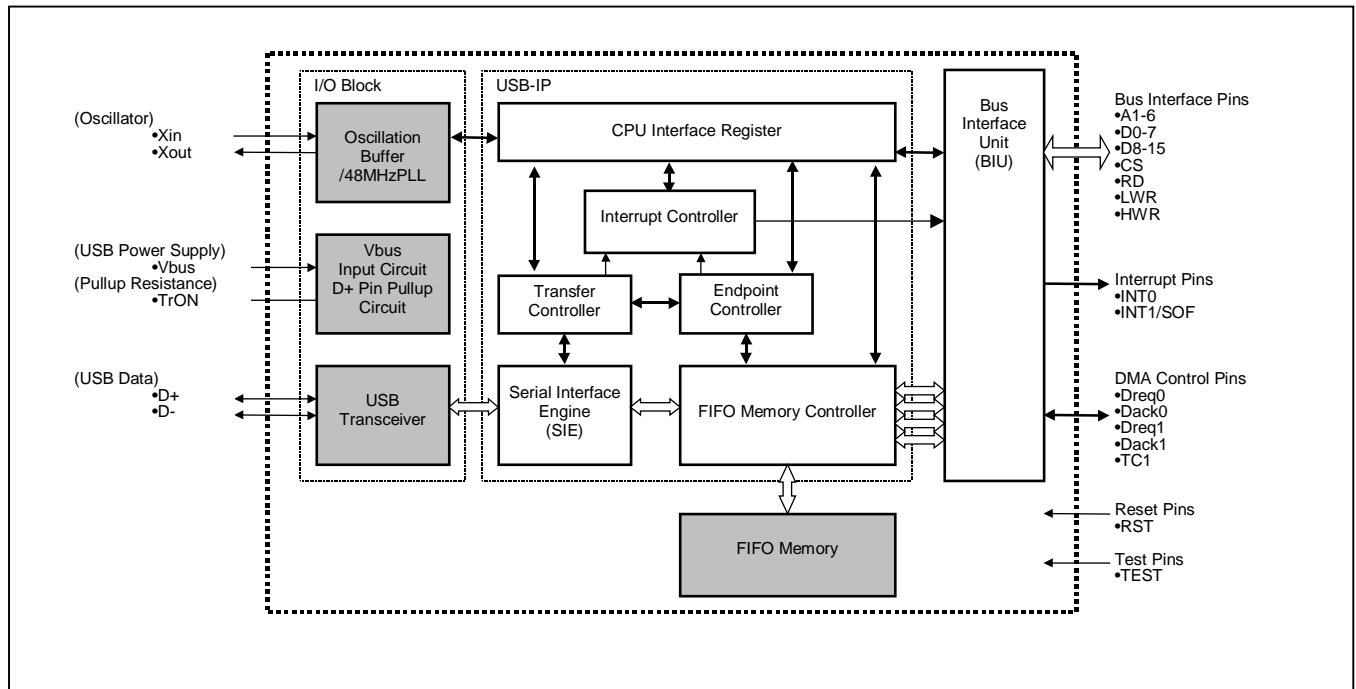 I/O Block
USB-IP
(Oscillator)
•Xin
•Xout
Oscillation
Buffer
/48MHzPLL
CPU Interface Register
Bus
Interface
Unit
(BIU)
Bus Interface Pins
•A1-6
•D0-7
•D8-15
•CS
•RD
•LWR
•HWR
Interrupt Controller
(USB Power Supply)
•Vbus
(Pullup Resistance)
•TrON
Vbus
Input Circuit
D+ Pin Pullup
Circuit
Transfer
Controller
Endpoint
Controller
Interrupt Pins
•INT0
•INT1/SOF
(USB Data)
•D+
•D-
USB
Transceiver
Serial Interface
Engine
(SIE)
FIFO Memory Controller
DMA Control Pins
•Dreq0
•Dack0
•Dreq1
•Dack1
•TC1
FIFO Memory
Reset Pins
•RST
Test Pins
•TEST